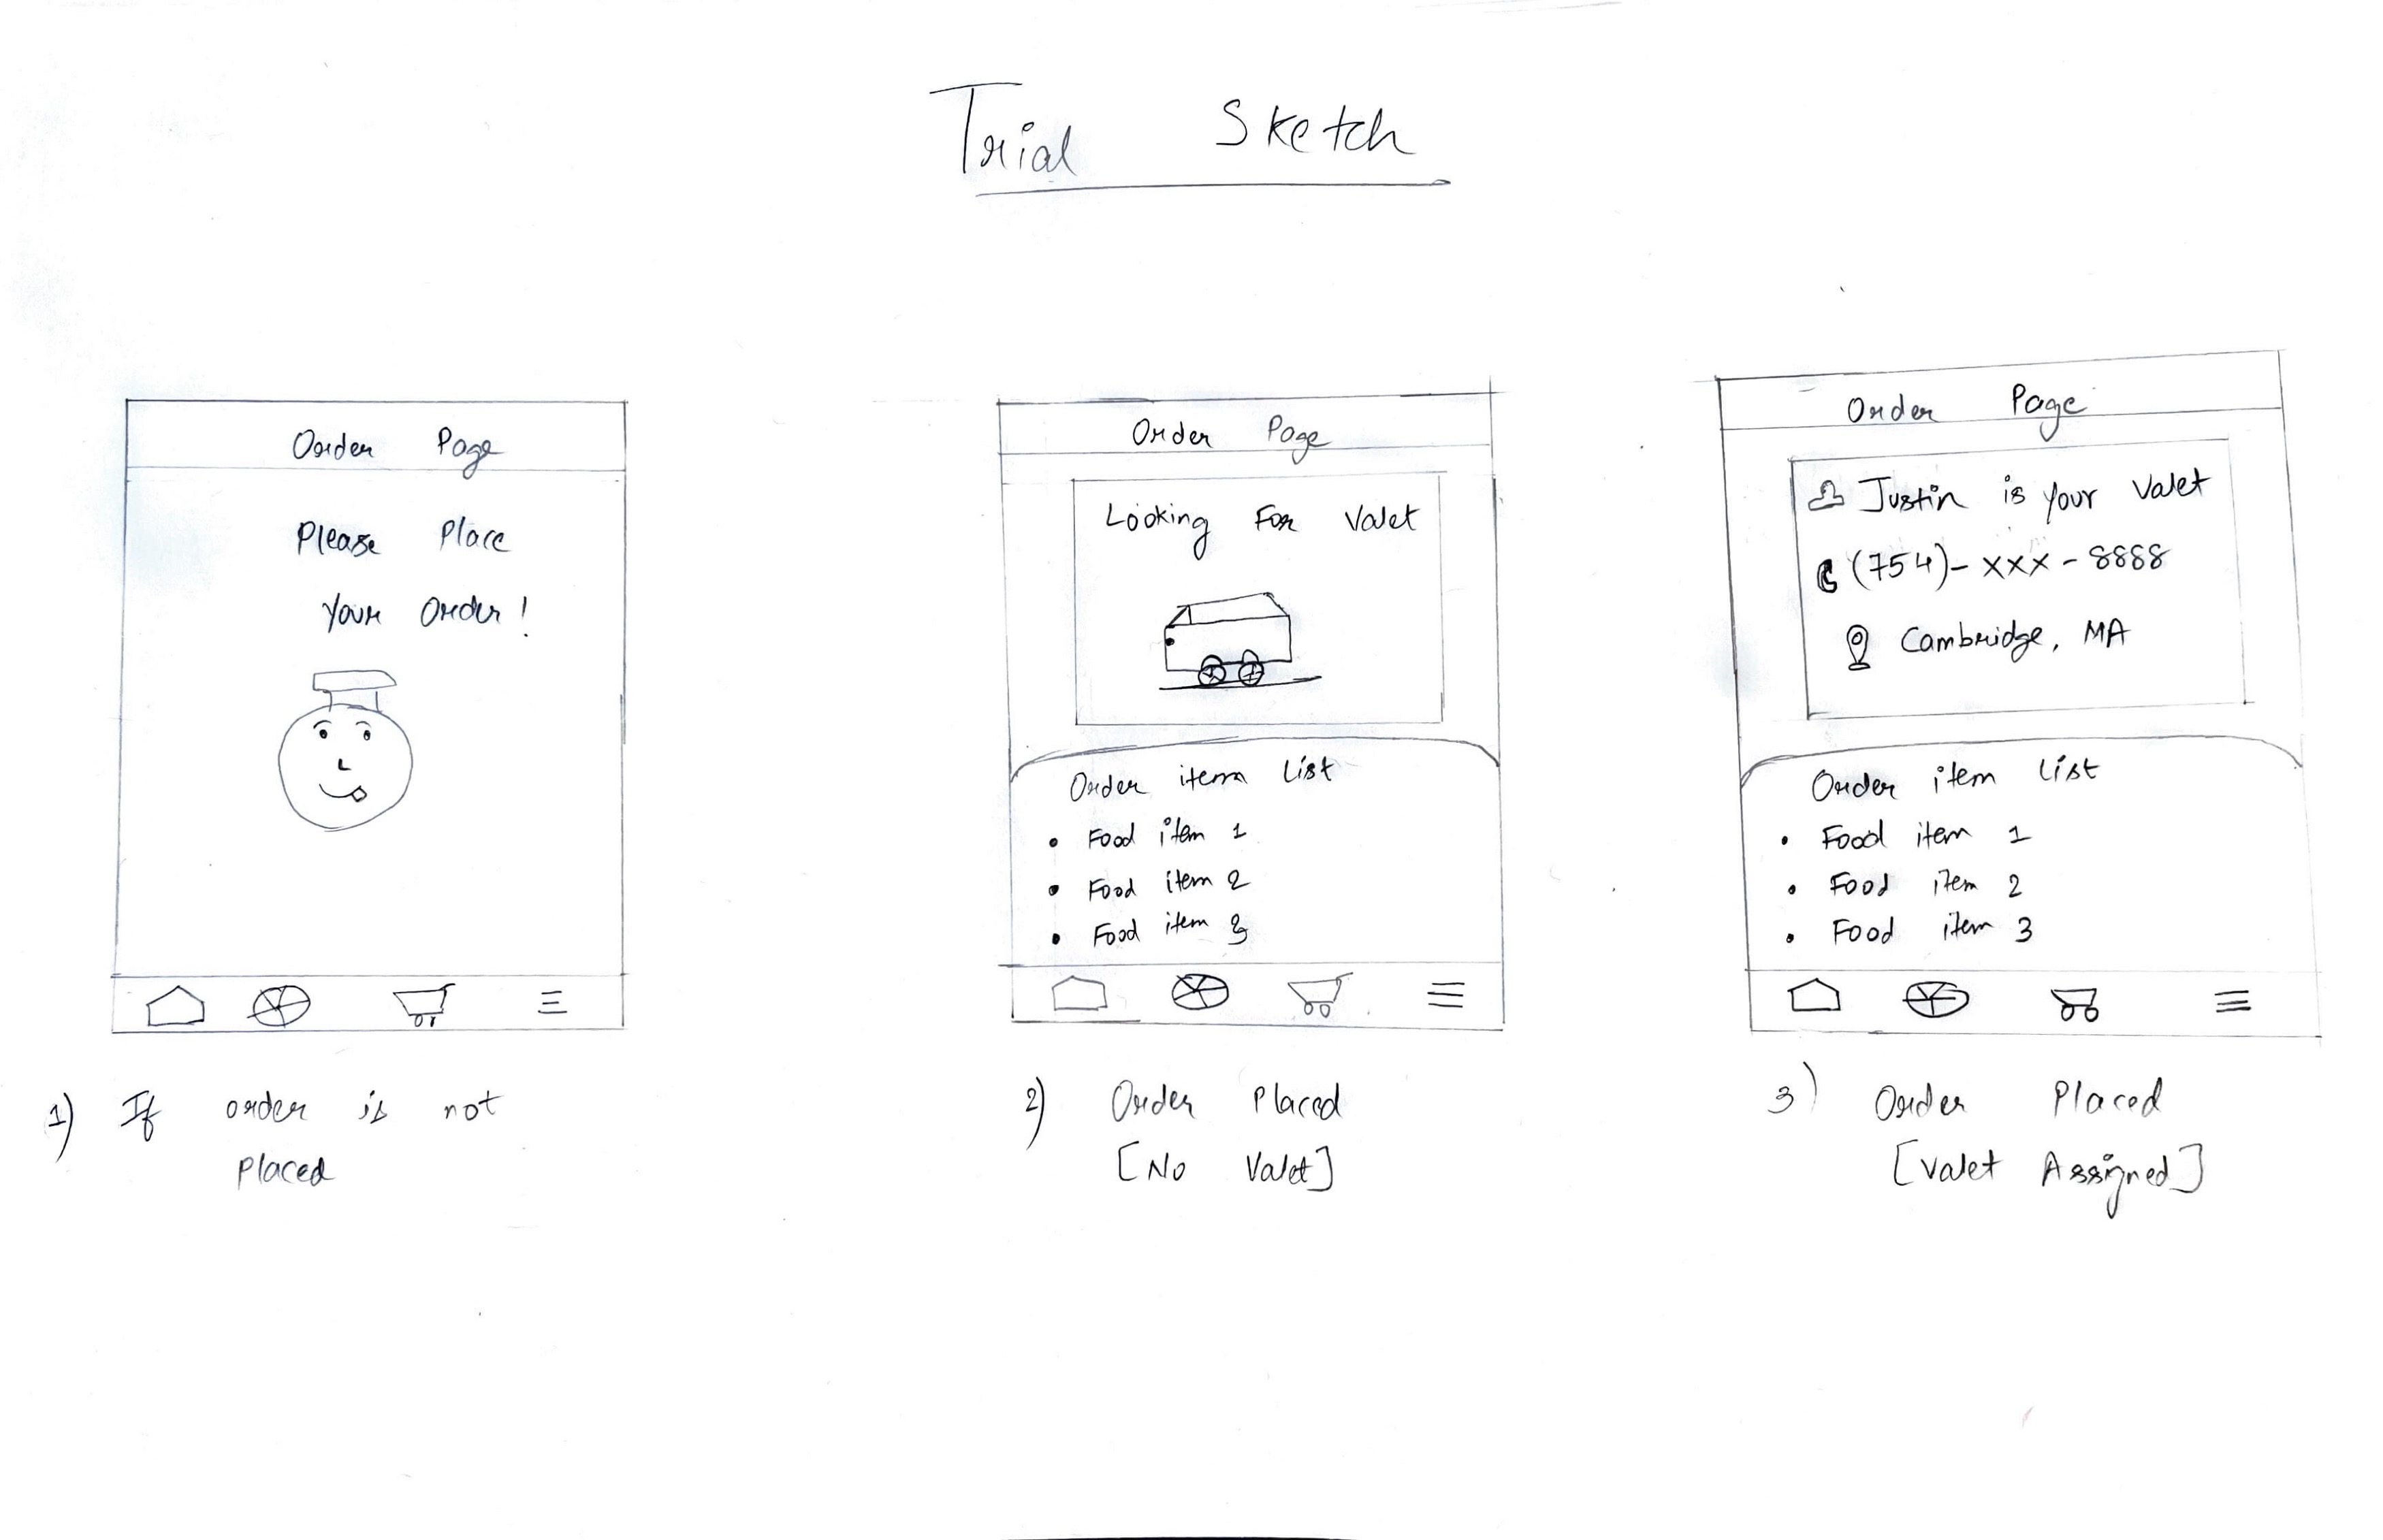 Trial Sketch
Order Page
Please Place
Your Order!
1) If order is not
Placed
Order Page
Looking For Valet
Order item List
• Food item 1
• Food item 2
• Food item 3
2) Order Placed
[No Valet]
Order Page
Justin is your Valet
(754)-xxx-8888
Cambridge, MA
Order item List
• Food item 1
• Food item 2
• Food item 3
3) Order Placed
[Valet Assigned]